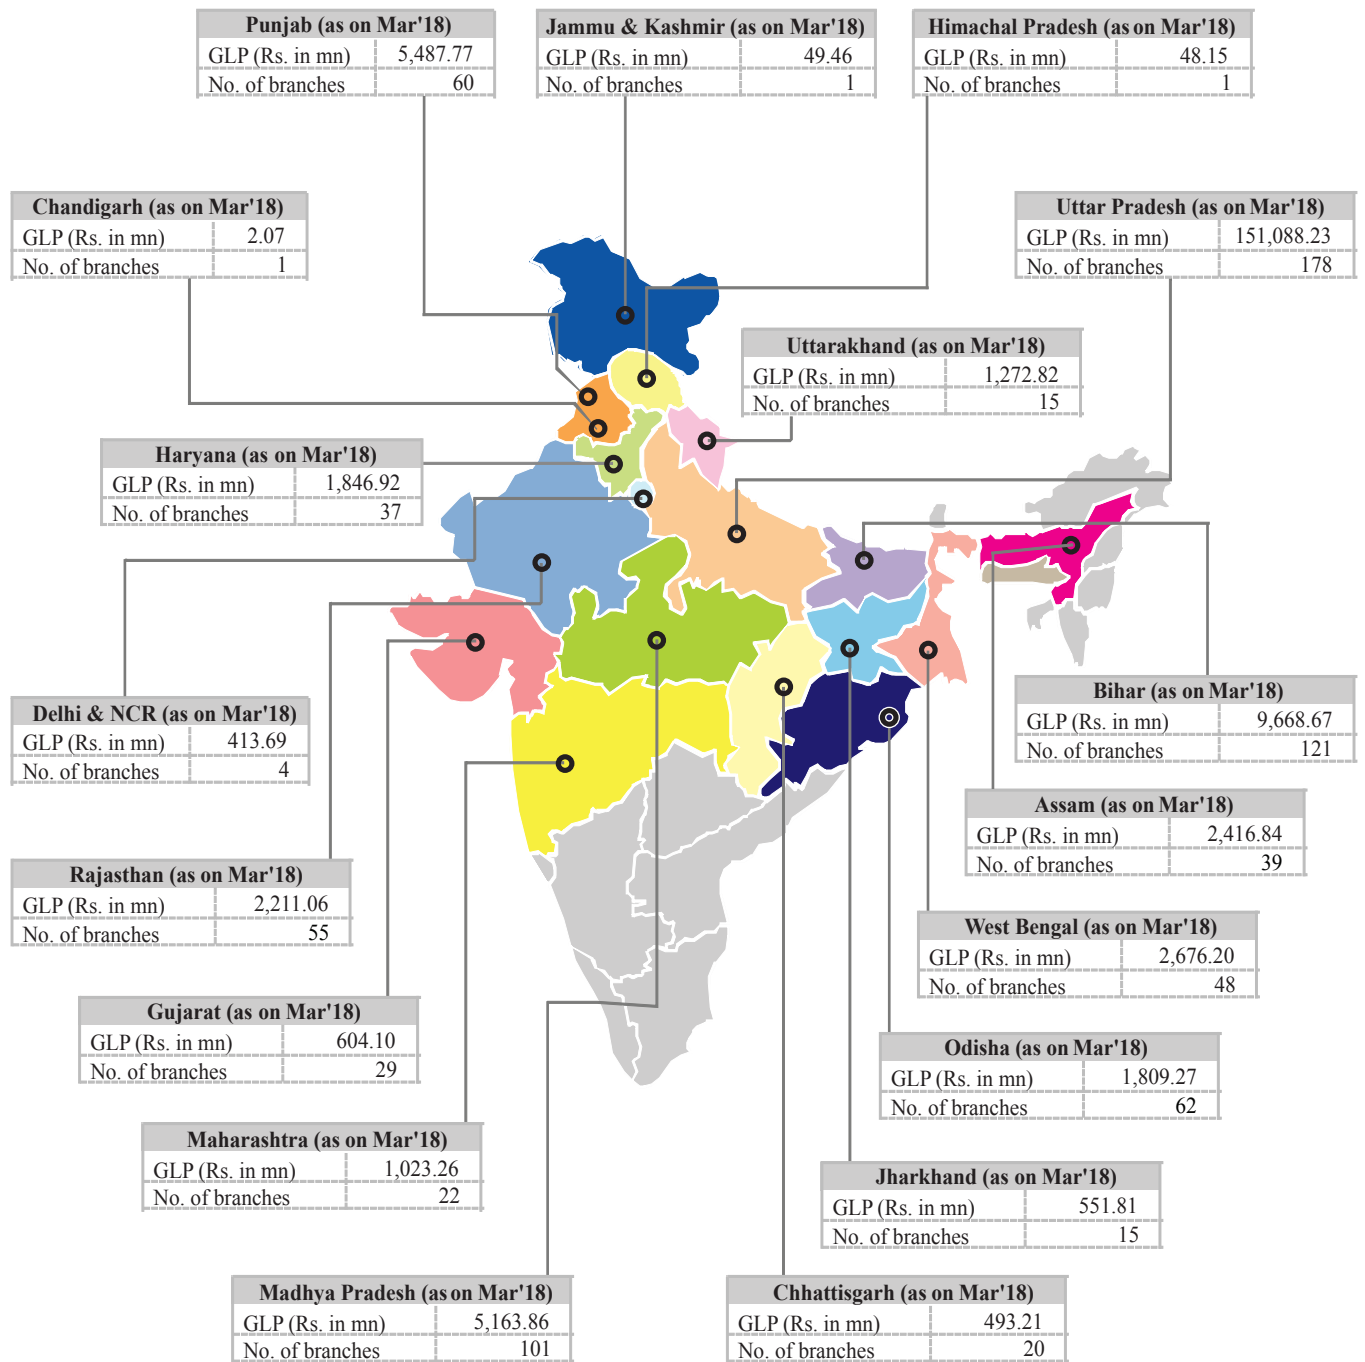 Punjab (as on Mar'18)
GLP (Rs. in mn) 5,487.77
No. of branches 60
Jammu & Kashmir (as on Mar'18)
GLP (Rs. in mn) 49.46
No. of branches 1
Himachal Pradesh (as on Mar'18)
GLP (Rs. in mn) 48.15
No. of branches 1
Chandigarh (as on Mar'18)
GLP (Rs. in mn) 2.07
No. of branches 1
Uttar Pradesh (as on Mar'18)
GLP (Rs. in mn) 151,088.23
No. of branches 178
Uttarakhand (as on Mar'18)
GLP (Rs. in mn) 1,272.82
No. of branches 15
Haryana (as on Mar'18)
GLP (Rs. in mn) 1,846.92
No. of branches 37
Delhi & NCR (as on Mar'18)
GLP (Rs. in mn) 413.69
No. of branches 4
Bihar (as on Mar'18)
GLP (Rs. in mn) 9,668.67
No. of branches 121
Assam (as on Mar'18)
GLP (Rs. in mn) 2,416.84
No. of branches 39
Rajasthan (as on Mar'18)
GLP (Rs. in mn) 2,211.06
No. of branches 55
West Bengal (as on Mar'18)
GLP (Rs. in mn) 2,676.20
No. of branches 48
Gujarat (as on Mar'18)
GLP (Rs. in mn) 604.10
No. of branches 29
Odisha (as on Mar'18)
GLP (Rs. in mn) 1,809.27
No. of branches 62
Maharashtra (as on Mar'18)
GLP (Rs. in mn) 1,023.26
No. of branches 22
Jharkhand (as on Mar'18)
GLP (Rs. in mn) 551.81
No. of branches 15
Madhya Pradesh (as on Mar'18)
GLP (Rs. in mn) 5,163.86
No. of branches 101
Chhattisgarh (as on Mar'18)
GLP (Rs. in mn) 493.21
No. of branches 20